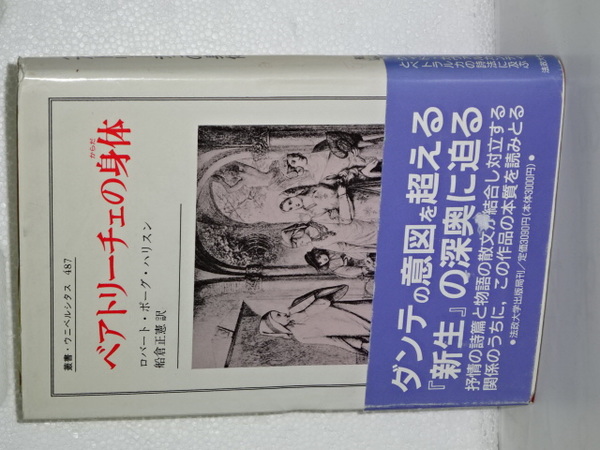 叢書・ウニベルシタス 487
ベアトリーチェの身体
からだ
ロバート・ポーグ・ハリスン
船倉正憲 訳
ダンテの意図を超える
『新生』の深奥に迫る
抒情の詩篇と物語の散文が結合し対立する
関係のうちに，この作品の本質を読みとる
●法政大学出版局刊／定価3090円(本体3000円)●